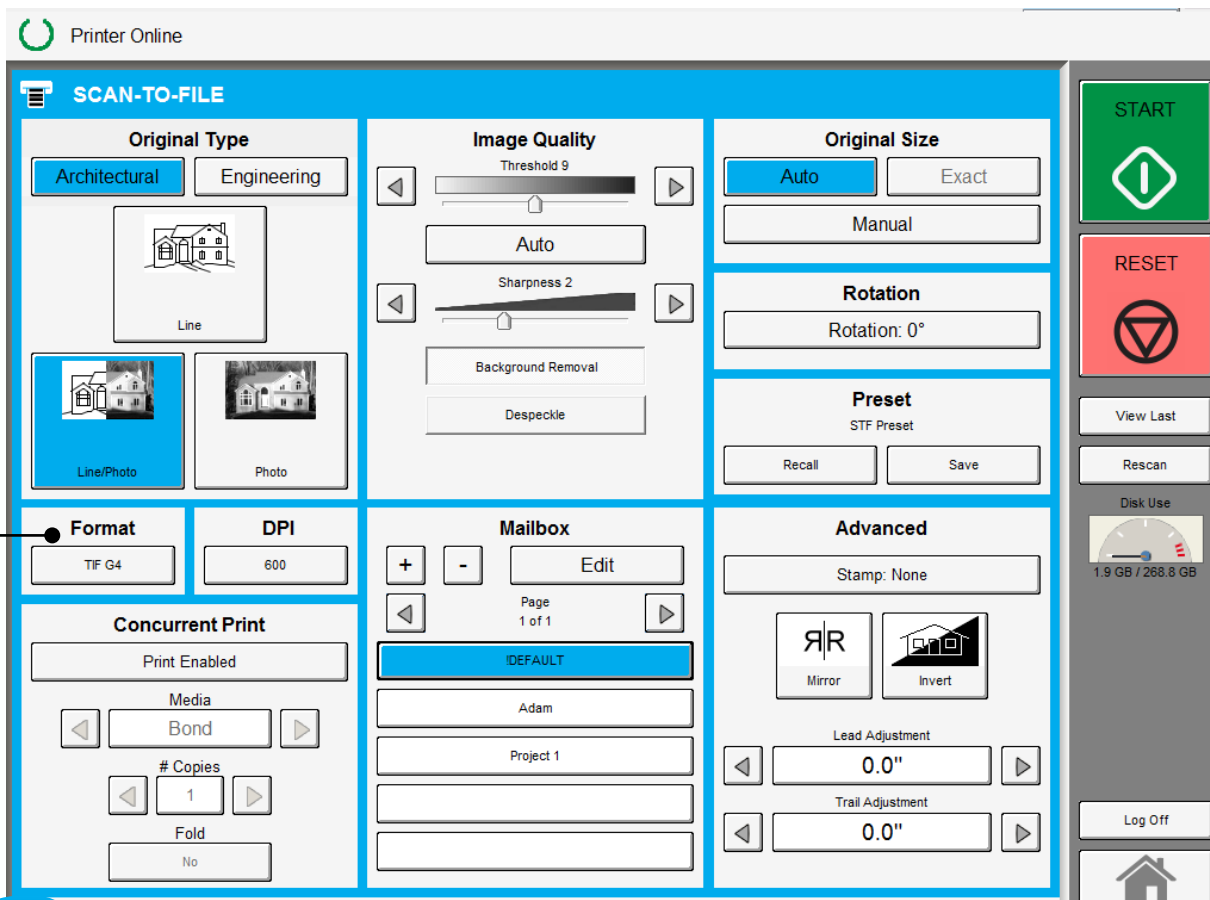 Printer Online
SCAN-TO-FILE
Original Type
Architectural
Engineering
Line
Line/Photo
Photo
Image Quality
Threshold 9
Auto
Sharpness 2
Background Removal
Despeckle
Original Size
Auto
Exact
Manual
Rotation
Rotation: 0°
Preset
STF Preset
Recall
Save
Format
TIF G4
DPI
600
Concurrent Print
Print Enabled
Media
Bond
# Copies
1
Fold
No
Mailbox
+
-
Edit
Page
1 of 1
!DEFAULT
Adam
Project 1
Advanced
Stamp: None
ЯR
Mirror
Invert
Lead Adjustment
0.0"
Trail Adjustment
0.0"
START
RESET
View Last
Rescan
Disk Use
1.9 GB / 268.8 GB
Log Off